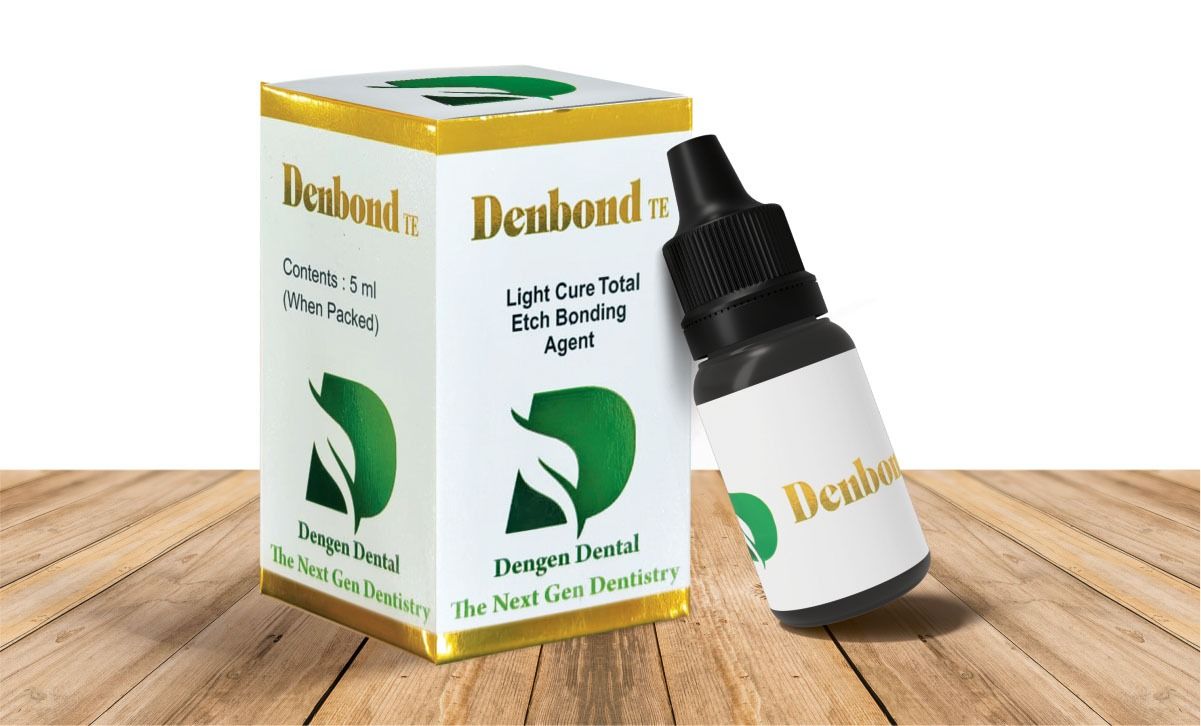 Denbond TE
Contents : 5 ml
(When Packed)
Dengen Dental
The Next Gen Dentistry
Denbond TE
Light Cure Total
Etch Bonding
Agent
Dengen Dental
The Next Gen Dentistry
Denbon